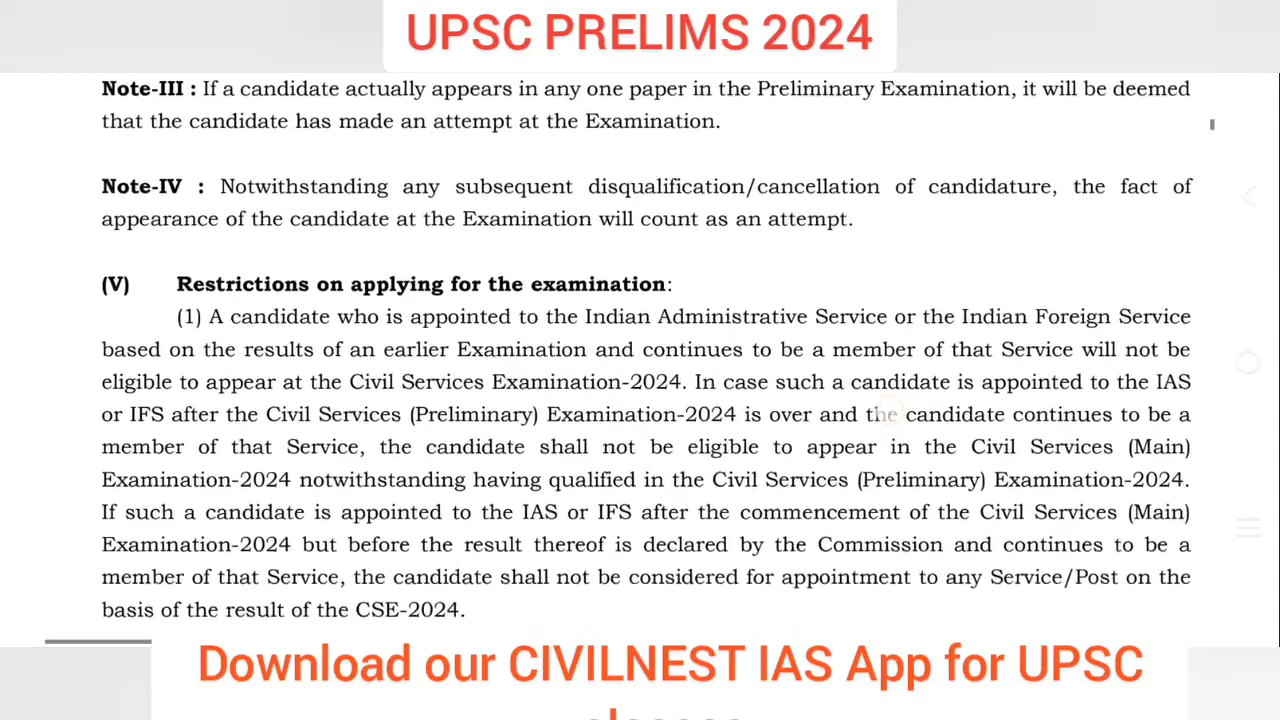 UPSC PRELIMS 2024
Note-III : If a candidate actually appears in any one paper in the Preliminary Examination, it will be deemed
that the candidate has made an attempt at the Examination.
Note-IV : Notwithstanding any subsequent disqualification/cancellation of candidature, the fact of
appearance of the candidate at the Examination will count as an attempt.
(V) Restrictions on applying for the examination:
(1) A candidate who is appointed to the Indian Administrative Service or the Indian Foreign Service
based on the results of an earlier Examination and continues to be a member of that Service will not be
eligible to appear at the Civil Services Examination-2024. In case such a candidate is appointed to the IAS
or IFS after the Civil Services (Preliminary) Examination-2024 is over and the candidate continues to be a
member of that Service, the candidate shall not be eligible to appear in the Civil Services (Main)
Examination-2024 notwithstanding having qualified in the Civil Services (Preliminary) Examination-2024.
If such a candidate is appointed to the IAS or IFS after the commencement of the Civil Services (Main)
Examination-2024 but before the result thereof is declared by the Commission and continues to be a
member of that Service, the candidate shall not be considered for appointment to any Service/Post on the
basis of the result of the CSE-2024.
Download our CIVILNEST IAS App for UPSC